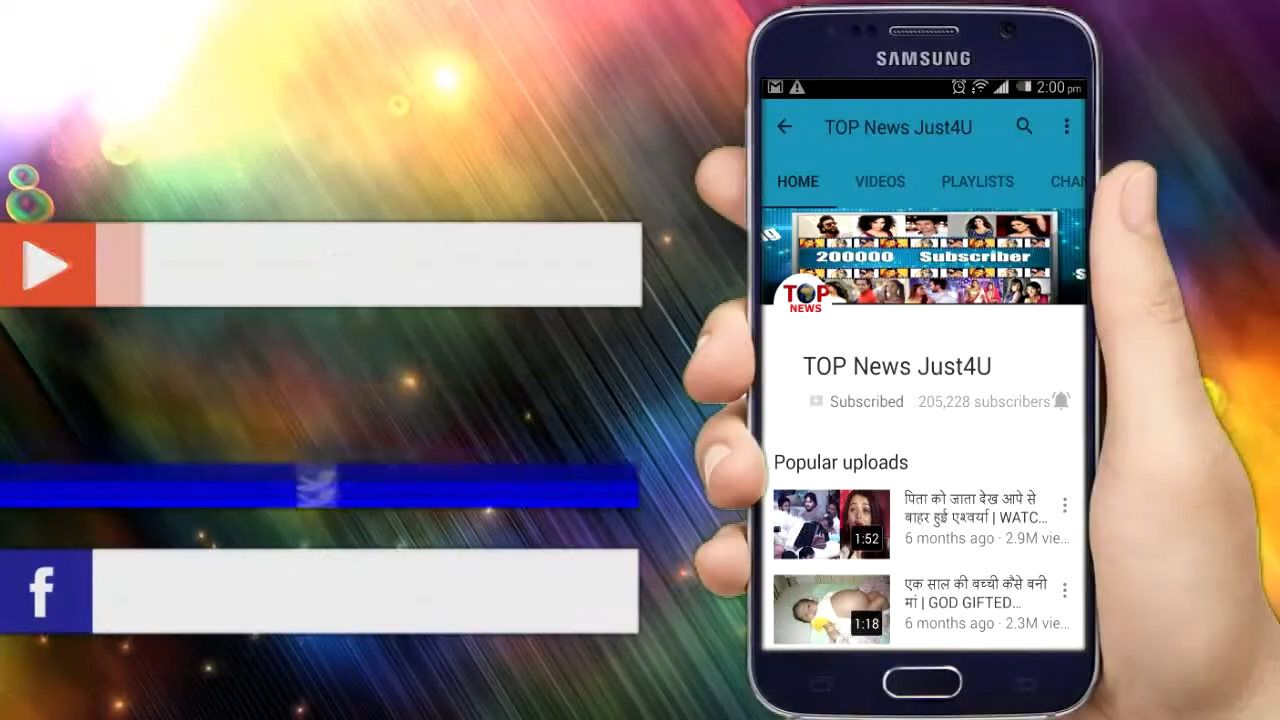 SAMSUNG
2:00 pm
TOP News Just4U
HOME VIDEOS PLAYLISTS CHAN
200000 Subscriber
TOP
NEWS
TOP News Just4U
Subscribed 205,228 subscribers
Popular uploads
पिता को जाता देख आपे से
बाहर हुई एश्वर्या | WATC...
6 months ago · 2.9M vie...
1:52
एक साल की बच्ची कैसे बनी
मां | GOD GIFTED...
6 months ago · 2.3M vie...
1:18
f